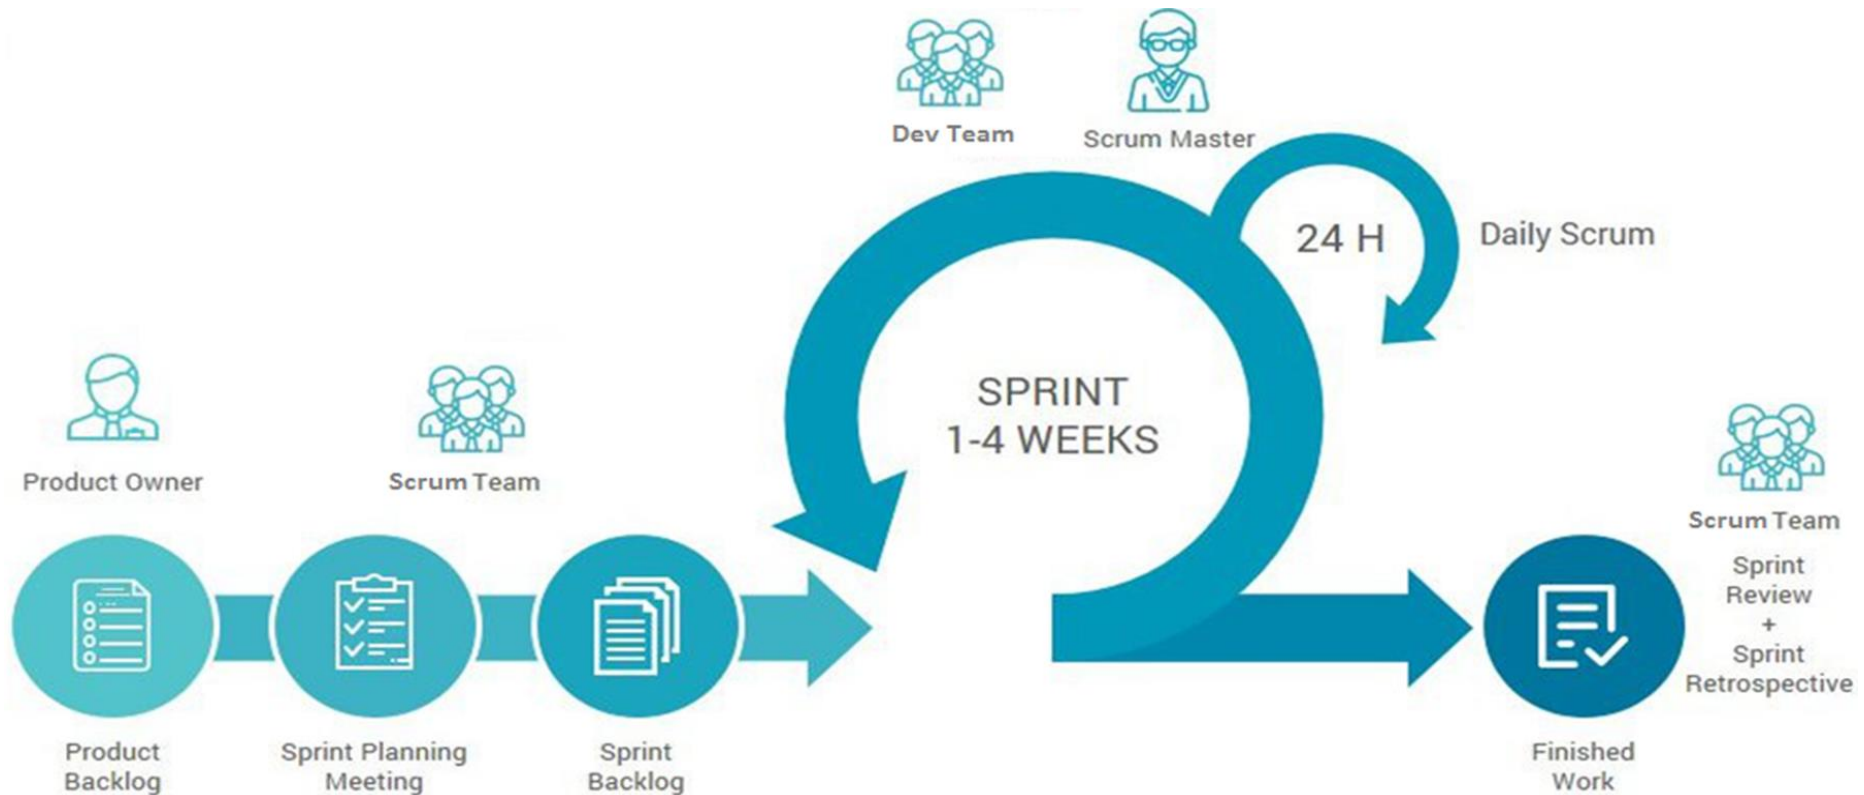 Dev Team
Scrum Master
24 H
Daily Scrum
SPRINT
1-4 WEEKS
Product Owner
Scrum Team
Scrum Team
Sprint
Review
+
Sprint
Retrospective
Product
Backlog
Sprint Planning
Meeting
Sprint
Backlog
Finished
Work